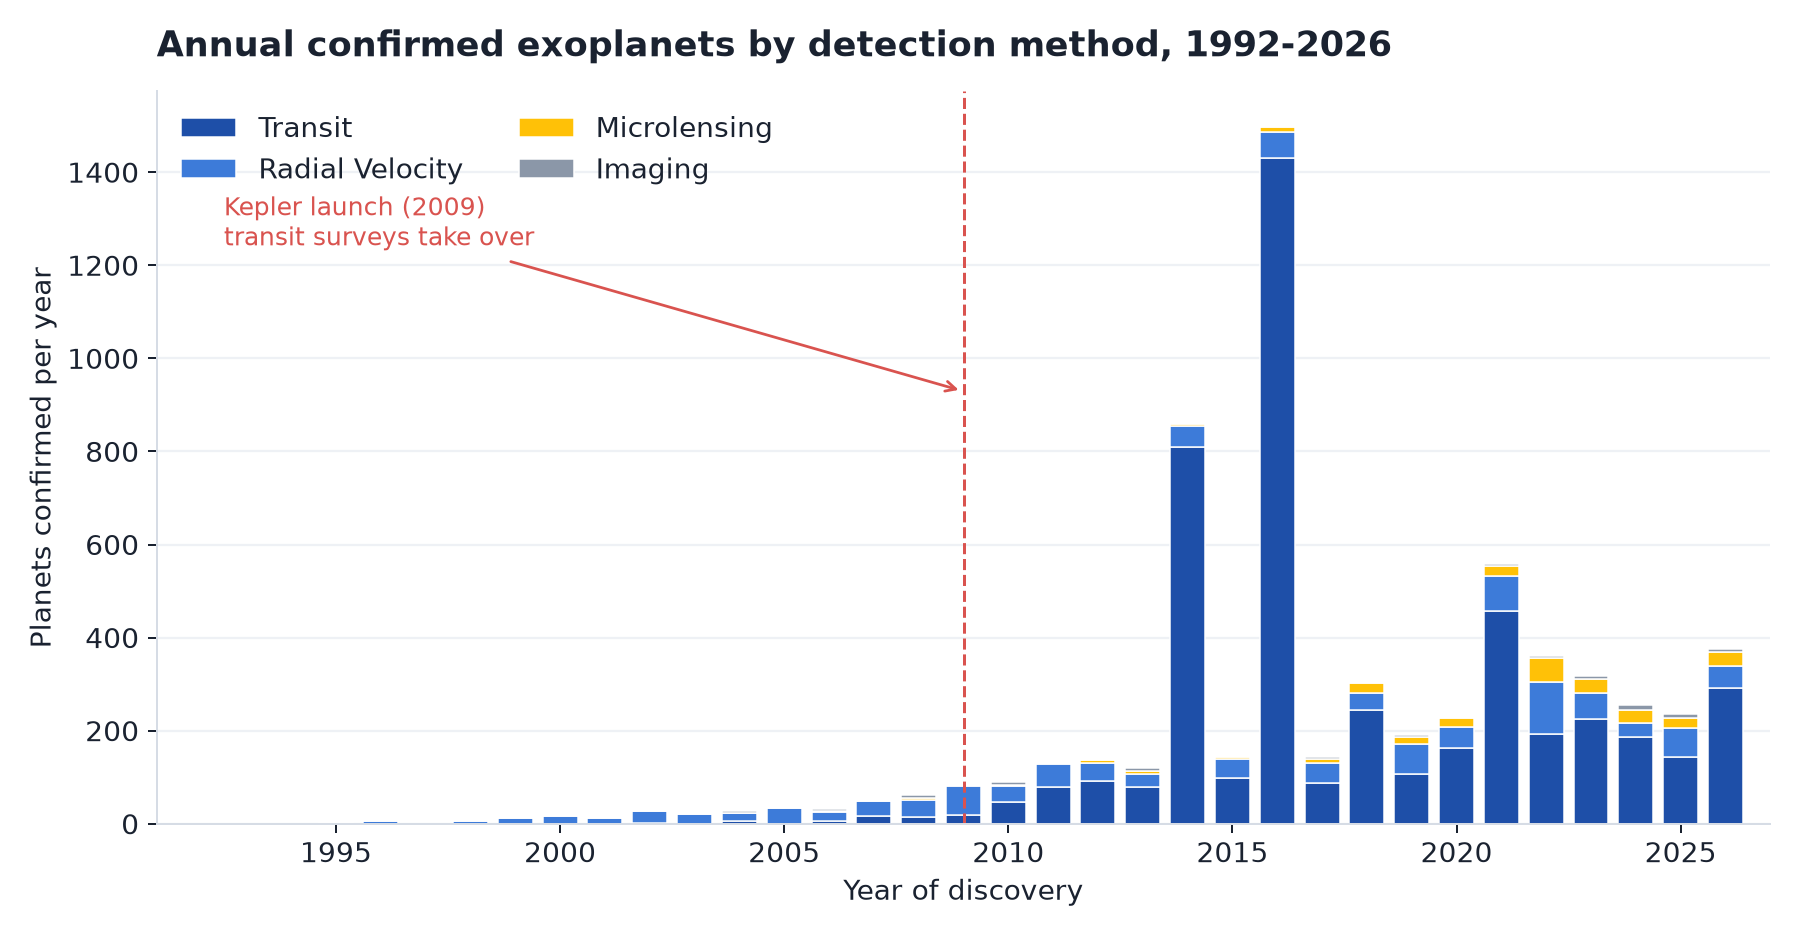 Annual confirmed exoplanets by detection method, 1992-2026
Transit
Radial Velocity
Microlensing
Imaging
Kepler launch (2009)
transit surveys take over
Planets confirmed per year
1400
1200
1000
800
600
400
200
0
1995
2000
2005
2010
2015
2020
2025
Year of discovery